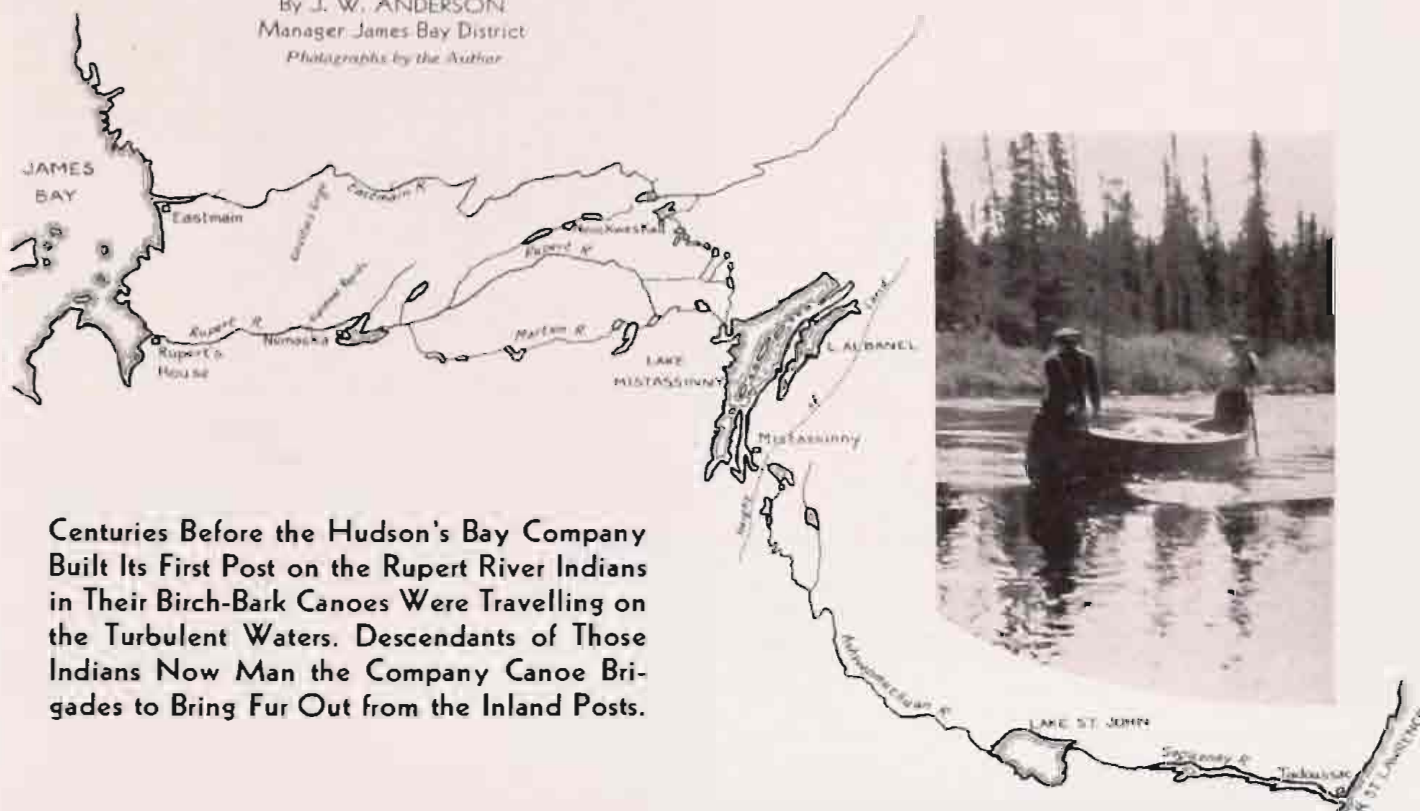 By J. W. ANDERSON
Manager James Bay District
Photographs by the Author
JAMES
BAY
Eastmain
Eastmain R
Rupert R
Rupert R
Nemaska
Rupert's
House
Marten R
LAKE
MISTASSINNY
L ALBANEL
Mistassinny
Height
of
Land
Centuries Before the Hudson's Bay Company
Built Its First Post on the Rupert River Indians
in Their Birch-Bark Canoes Were Travelling on
the Turbulent Waters. Descendants of Those
Indians Now Man the Company Canoe Bri-
gades to Bring Fur Out from the Inland Posts.
LAKE ST. JOHN
Saguenay R
Tadoussac
ST LAWRENCE